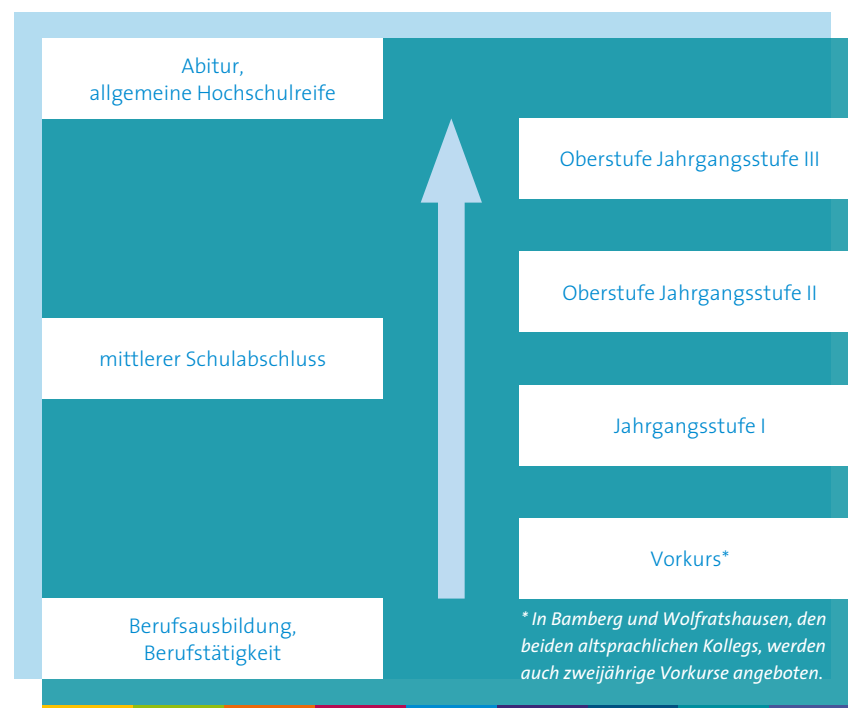 Abitur,
allgemeine Hochschulreife
Oberstufe Jahrgangsstufe III
Oberstufe Jahrgangsstufe II
mittlerer Schulabschluss
Jahrgangsstufe I
Vorkurs*
Berufsausbildung,
Berufstätigkeit
* In Bamberg und Wolfratshausen, den
beiden altsprachlichen Kollegs, werden
auch zweijährige Vorkurse angeboten.